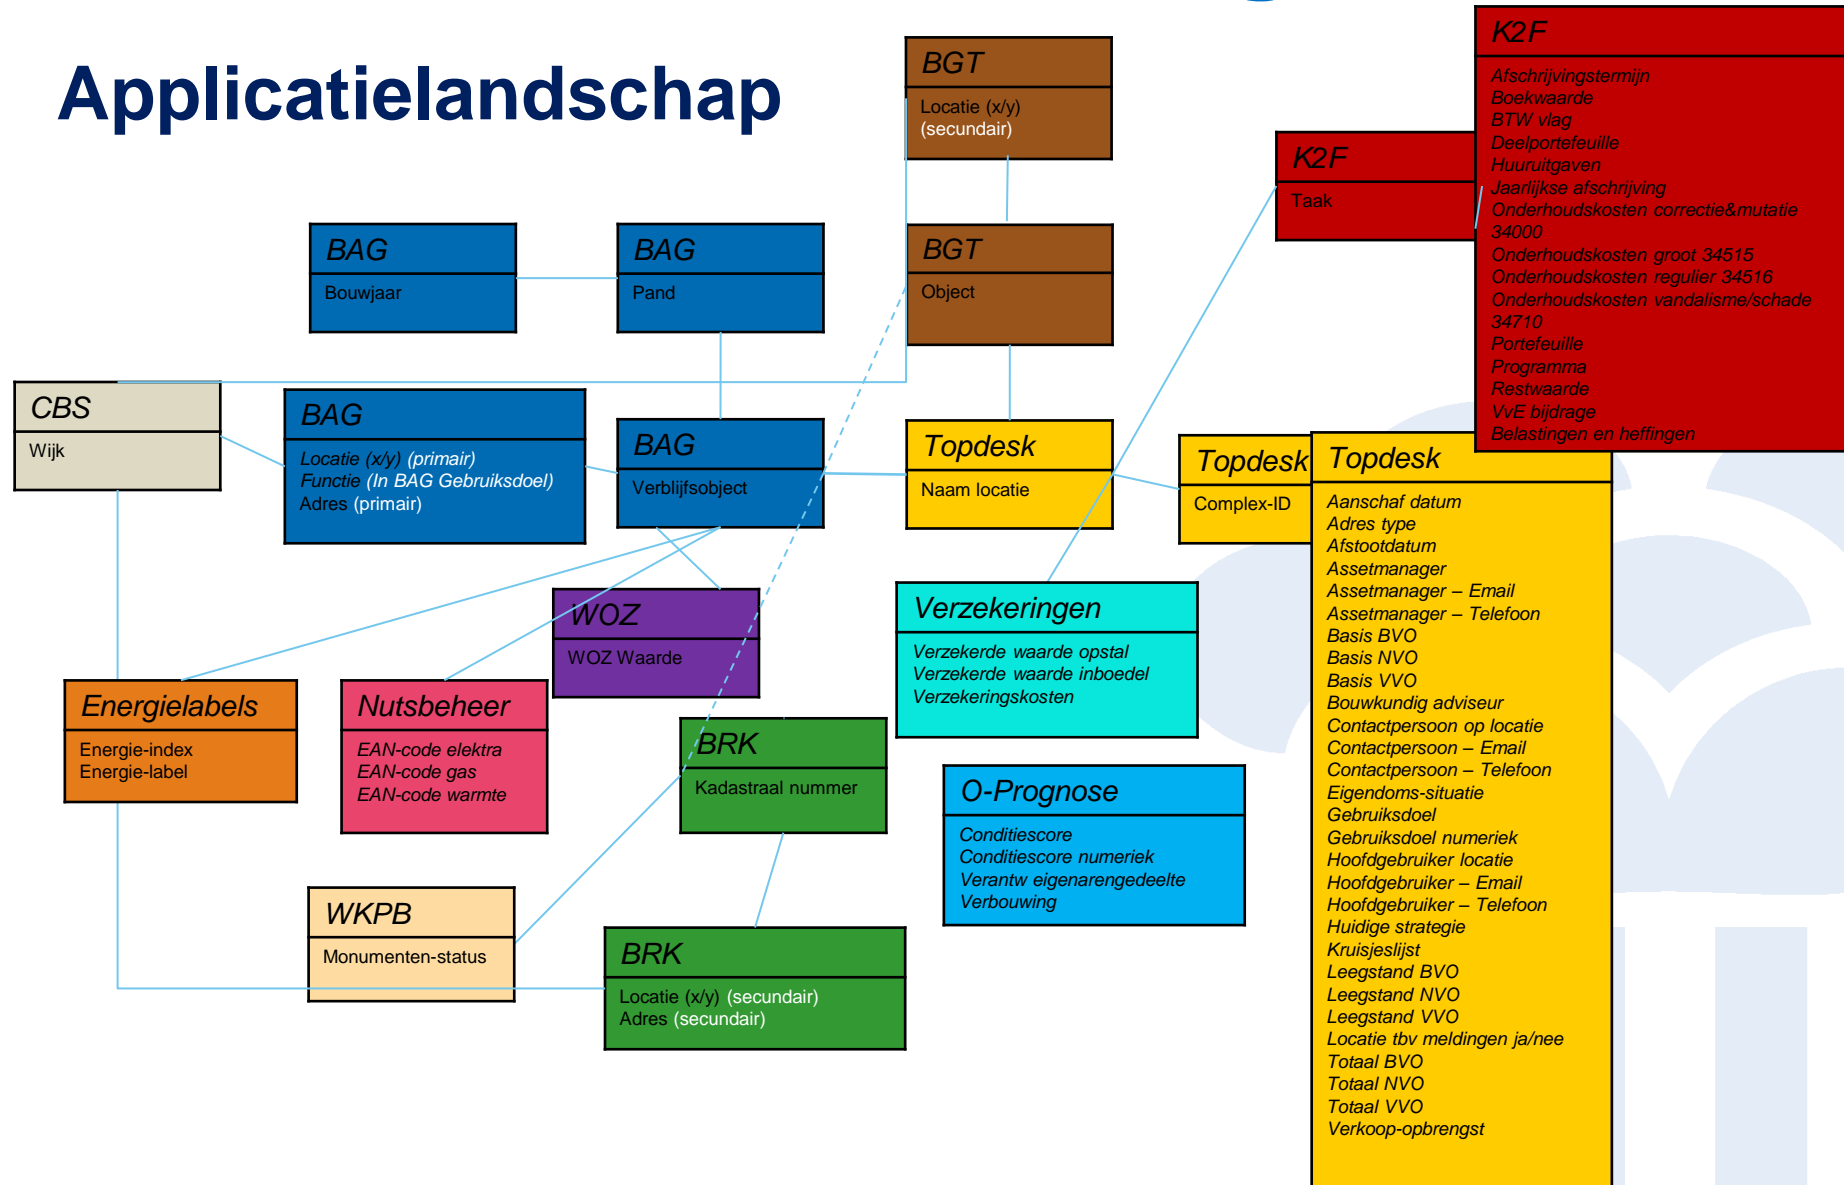 Applicatielandschap
BGT
Locatie (x/y)
(secundair)
K2F
Afschrijvingstermijn
Boekwaarde
BTW vlag
Deelportefeuille
Huuruitgaven
Jaarlijkse afschrijving
Onderhoudskosten correctie&mutatie
34000
Onderhoudskosten groot 34515
Onderhoudskosten regulier 34516
Onderhoudskosten vandalisme/schade
34710
Portefeuille
Programma
Restwaarde
VvE bijdrage
Belastingen en heffingen
K2F
Taak
BAG
Bouwjaar
BAG
Pand
BGT
Object
CBS
Wijk
BAG
Locatie (x/y) (primair)
Functie (In BAG Gebruiksdoel)
Adres (primair)
BAG
Verblijfsobject
Topdesk
Naam locatie
Topdesk
Complex-ID
Topdesk
Aanschaf datum
Adres type
Afstootdatum
Assetmanager
Assetmanager – Email
Assetmanager – Telefoon
Basis BVO
Basis NVO
Basis VVO
Bouwkundig adviseur
Contactpersoon op locatie
Contactpersoon – Email
Contactpersoon – Telefoon
Eigendoms-situatie
Gebruiksdoel
Gebruiksdoel numeriek
Hoofdgebruiker locatie
Hoofdgebruiker – Email
Hoofdgebruiker – Telefoon
Huidige strategie
Kruisjeslijst
Leegstand BVO
Leegstand NVO
Leegstand VVO
Locatie tbv meldingen ja/nee
Totaal BVO
Totaal NVO
Totaal VVO
Verkoop-opbrengst
WOZ
WOZ Waarde
Verzekeringen
Verzekerde waarde opstal
Verzekerde waarde inboedel
Verzekeringskosten
Energielabels
Energie-index
Energie-label
Nutsbeheer
EAN-code elektra
EAN-code gas
EAN-code warmte
BRK
Kadastraal nummer
O-Prognose
Conditiescore
Conditiescore numeriek
Verantw eigenarengedeelte
Verbouwing
WKPB
Monumenten-status
BRK
Locatie (x/y) (secundair)
Adres (secundair)